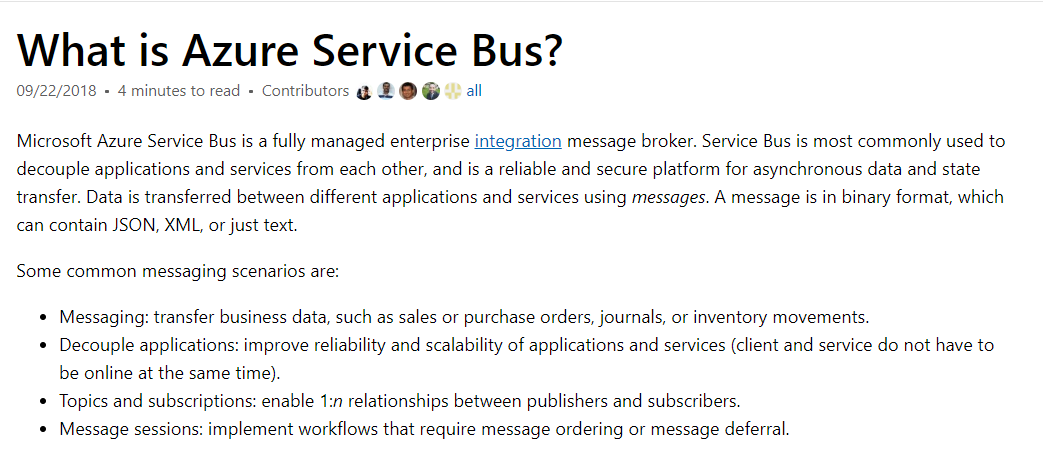 What is Azure Service Bus?
09/22/2018 • 4 minutes to read • Contributors all
Microsoft Azure Service Bus is a fully managed enterprise integration message broker. Service Bus is most commonly used to
decouple applications and services from each other, and is a reliable and secure platform for asynchronous data and state
transfer. Data is transferred between different applications and services using messages. A message is in binary format, which
can contain JSON, XML, or just text.
Some common messaging scenarios are:
• Messaging: transfer business data, such as sales or purchase orders, journals, or inventory movements.
• Decouple applications: improve reliability and scalability of applications and services (client and service do not have to
be online at the same time).
• Topics and subscriptions: enable 1:n relationships between publishers and subscribers.
• Message sessions: implement workflows that require message ordering or message deferral.